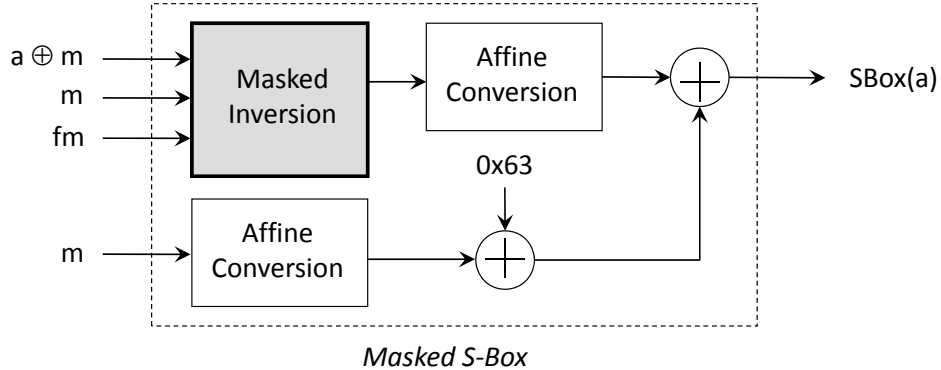 a ⊕ m
m
fm
Masked
Inversion
Affine
Conversion
SBox(a)
0x63
m
Affine
Conversion
Masked S-Box